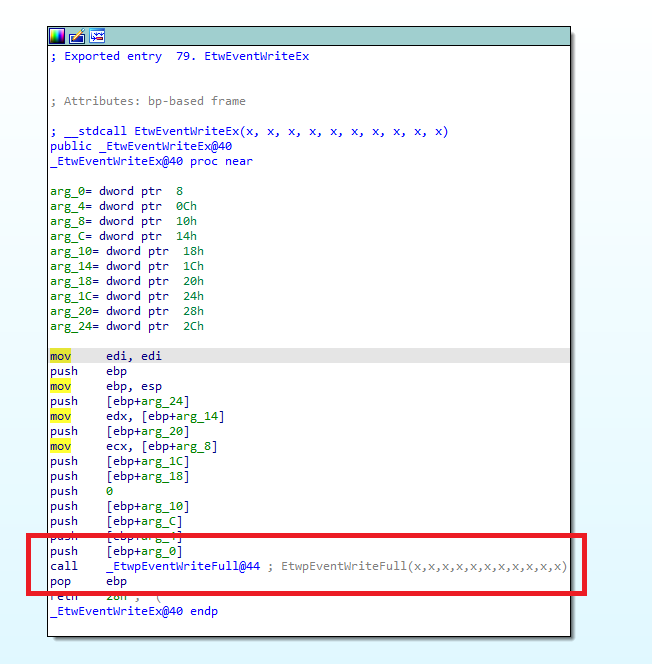 ; Exported entry  79. EtwEventWriteEx
; Attributes: bp-based frame
; __stdcall EtwEventWriteEx(x, x, x, x, x, x, x, x, x, x)
public _EtwEventWriteEx@40
_EtwEventWriteEx@40 proc near
arg_0= dword ptr  8
arg_4= dword ptr  0Ch
arg_8= dword ptr  10h
arg_C= dword ptr  14h
arg_10= dword ptr  18h
arg_14= dword ptr  1Ch
arg_18= dword ptr  20h
arg_1C= dword ptr  24h
arg_20= dword ptr  28h
arg_24= dword ptr  2Ch
mov     edi, edi
push    ebp
mov     ebp, esp
push    [ebp+arg_24]
mov     edx, [ebp+arg_14]
push    [ebp+arg_20]
mov     ecx, [ebp+arg_8]
push    [ebp+arg_1C]
push    [ebp+arg_18]
push    0
push    [ebp+arg_10]
push    [ebp+arg_C]
push    [ebp+arg_4]
push    [ebp+arg_0]
call    _EtwpEventWriteFull@44 ; EtwpEventWriteFull(x,x,x,x,x,x,x,x,x,x,x)
pop     ebp
retn    28h ; '('
_EtwEventWriteEx@40 endp